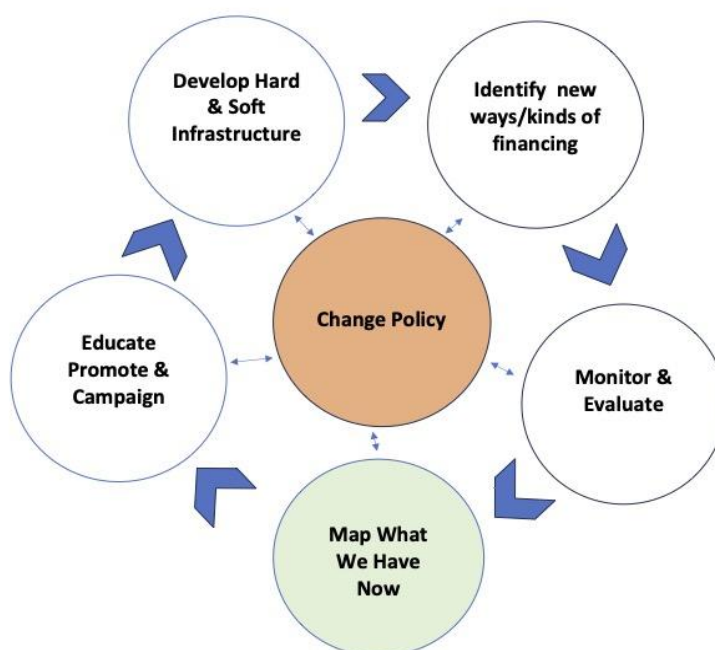 Develop Hard
& Soft
Infrastructure
Identify new
ways/kinds of
financing
Change Policy
Educate
Promote &
Campaign
Monitor &
Evaluate
Map What
We Have
Now